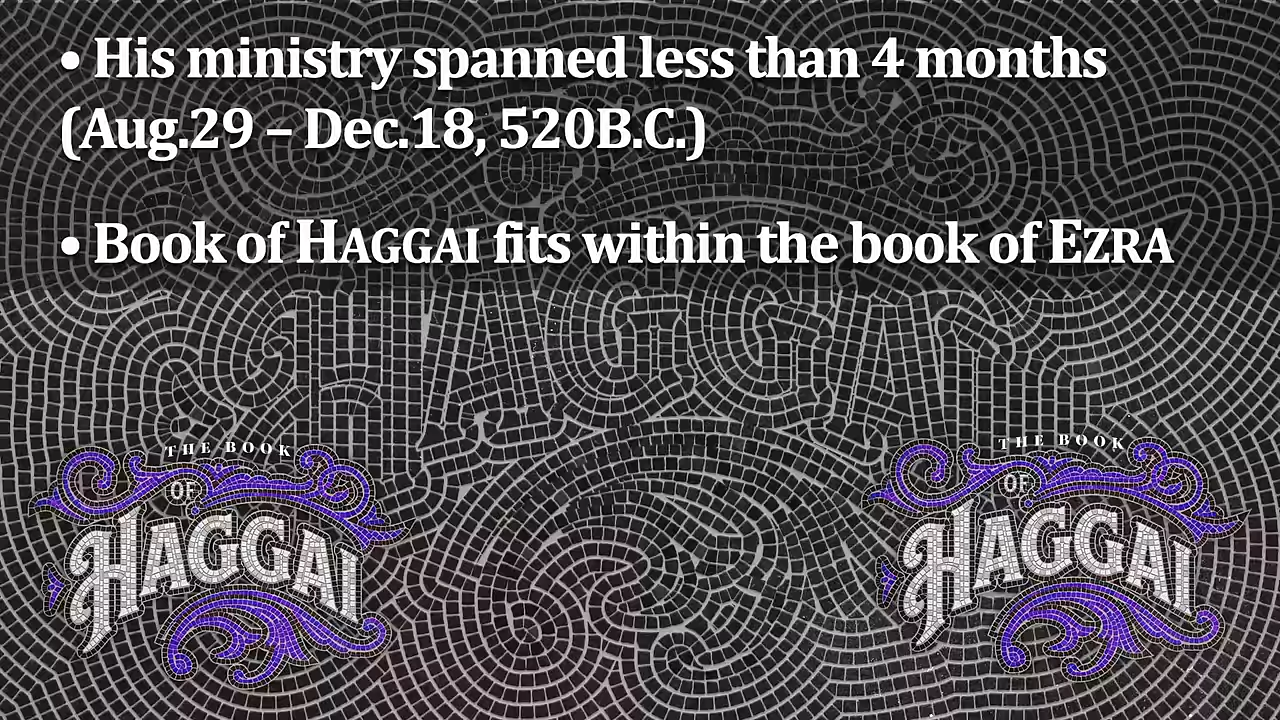 • His ministry spanned less than 4 months
(Aug.29 – Dec.18, 520B.C.)
• Book of HAGGAI fits within the book of EZRA
HAGGAI
THE BOOK
OF
HAGGAI
THE BOOK
OF
HAGGAI